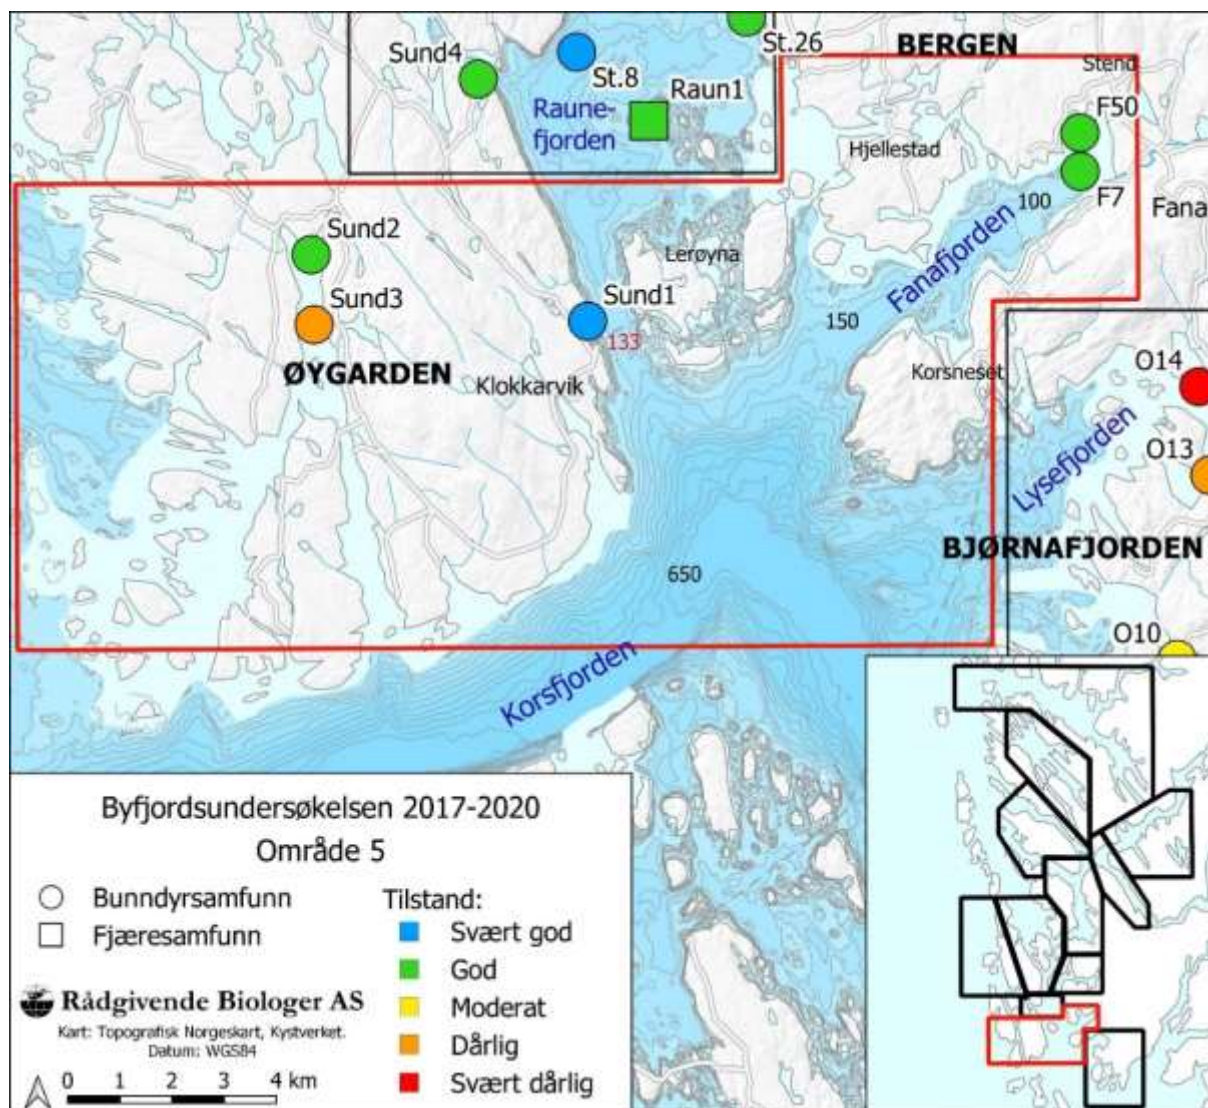 BERGEN
St.26
Stend
Sund4
St.8
Raun1
Raune-
fjorden
F50
Hjellestad
F7
100
Fana
Sund2
Lerøyna
Fanafjorden
Sund3
Sund1
133
150
ØYGARDEN
Klokkarvik
Korsneset
O14
O13
Lysefjorden
BJØRNAFJORDEN
650
O10
Korsfjorden
Byfjordsundersøkelsen 2017-2020
Område 5
Bunndyrsamfunn
Fjæresamfunn
Tilstand:
Svært god
God
Moderat
Dårlig
Svært dårlig
Rådgivende Biologer AS
Kart: Topografisk Norgeskart, Kystverket.
Datum: WGS84
0 1 2 3 4 km